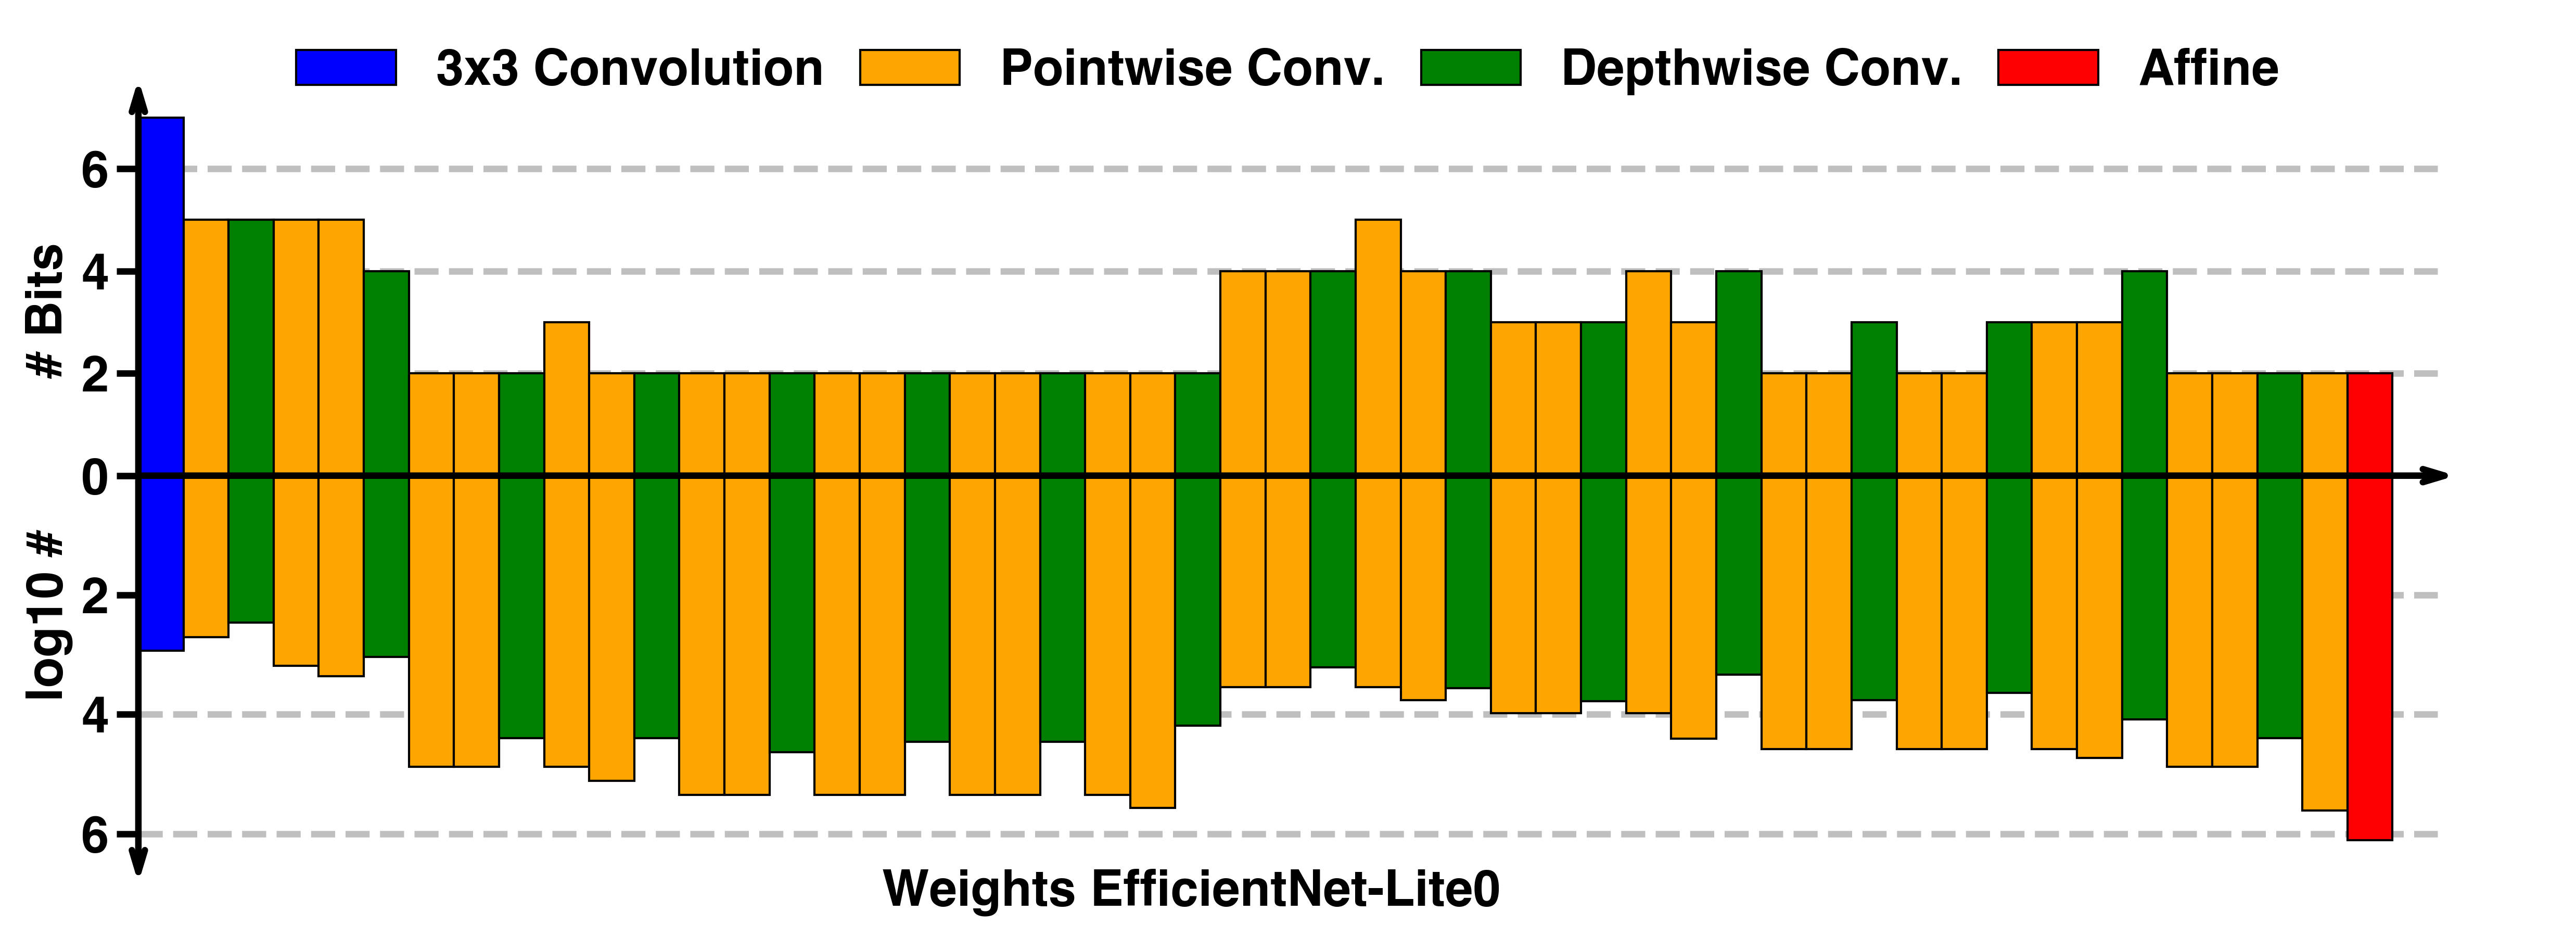 3x3 Convolution Pointwise Conv. Depthwise Conv. Affine
# Bits
6
4
2
0
log10 #
2
4
6
Weights EfficientNet-Lite0